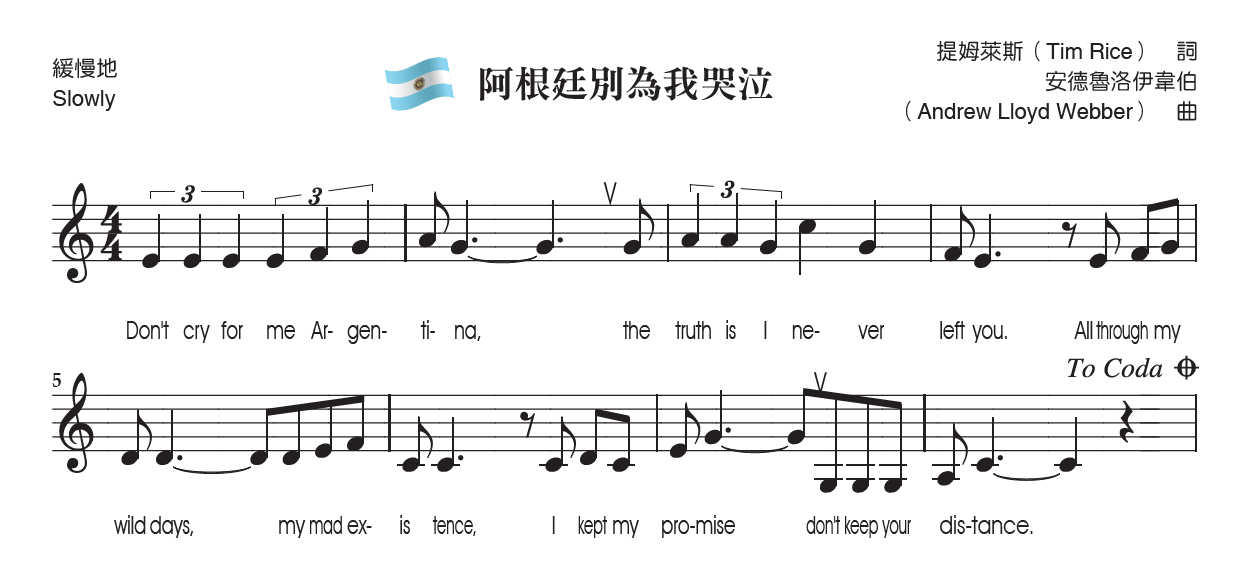 緩慢地
Slowly
阿根廷別為我哭泣
提姆萊斯（Tim Rice） 詞
安德魯洛伊韋伯
（Andrew Lloyd Webber） 曲
3 3 3
4
4
Don't cry for me Ar- gen- ti- na, the truth is I ne- ver left you. All through my
To Coda
5
wild days, my mad ex- is tence, I kept my pro-mise don't keep your dis-tance.